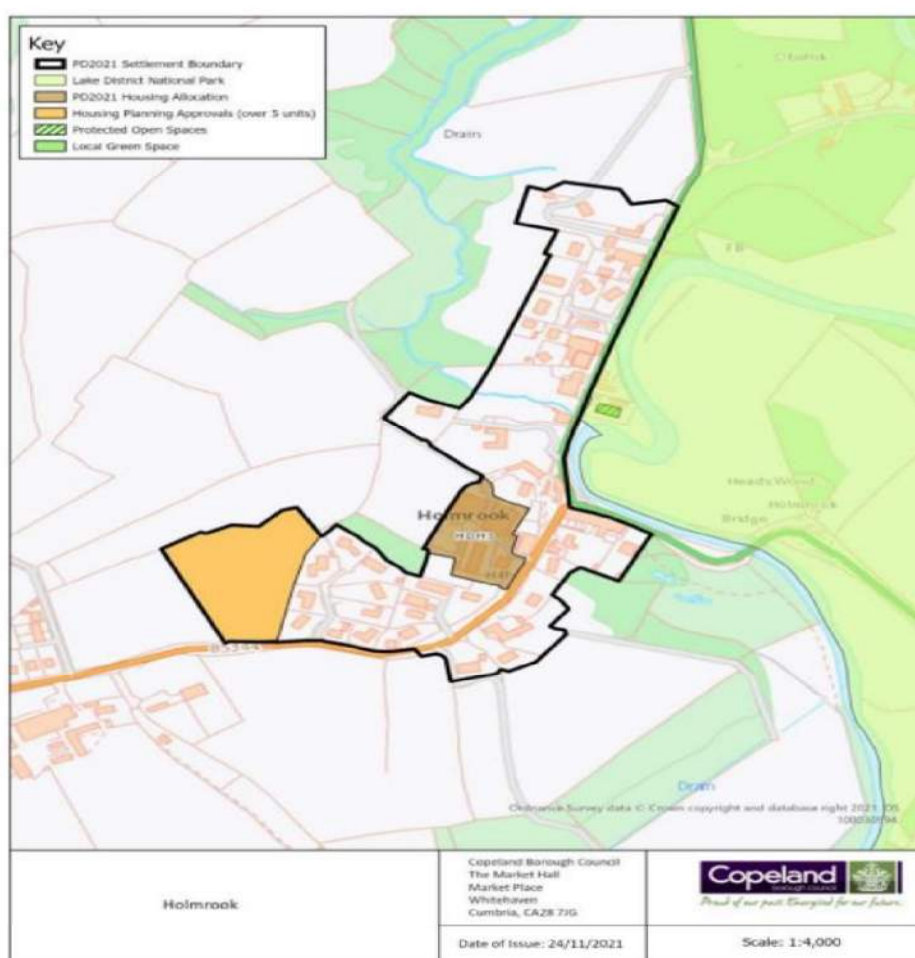 Key
PD2021 Settlement Boundary
Lake District National Park
PD2021 Housing Allocation
Housing Planning Approvals (over 5 units)
Protected Open Spaces
Local Green Space
Drain
F B
Head's Wood
Holmrook
Holmrook
Bridge
B5344
Drain
Ordnance Survey data © Crown copyright and database right 2021 OS
Holmrook
Copeland Borough Council
The Market Hall
Market Place
Whitehaven
Cumbria, CA28 7JG
Date of Issue: 24/11/2021
Copeland
borough council
Proud of our past. Energised for our future.
Scale: 1:4,000